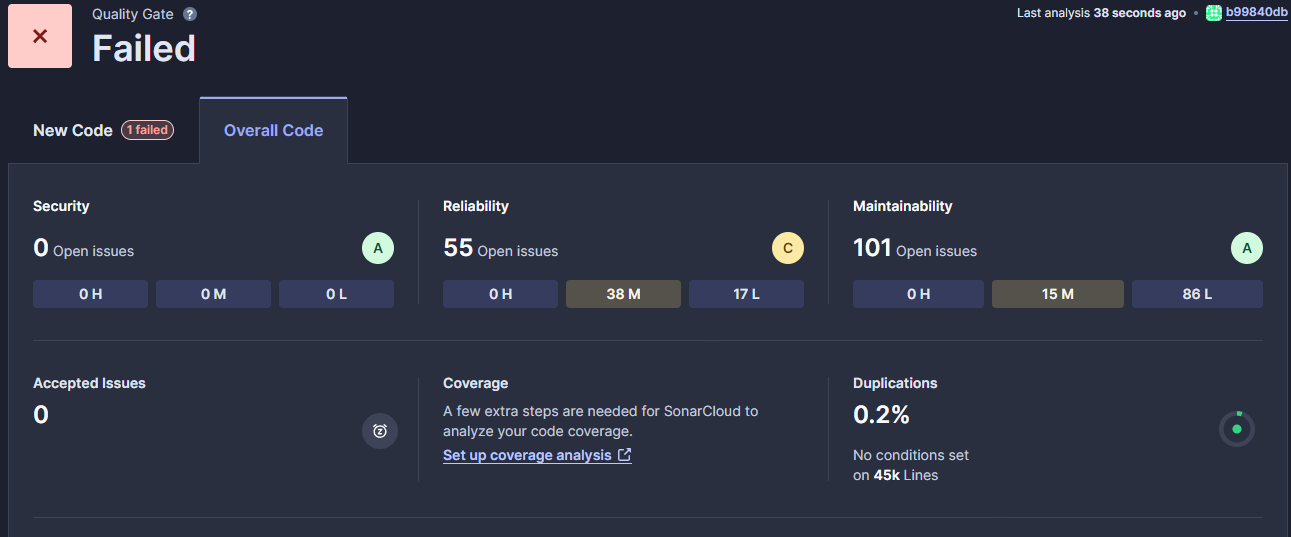 Quality Gate ?
Failed
Last analysis 38 seconds ago • b99840db
New Code 1 failed
Overall Code
Security
0 Open issues
A
0 H
0 M
0 L
Reliability
55 Open issues
C
0 H
38 M
17 L
Maintainability
101 Open issues
A
0 H
15 M
86 L
Accepted Issues
0
Coverage
A few extra steps are needed for SonarCloud to
analyze your code coverage.
Set up coverage analysis
Duplications
0.2%
No conditions set
on 45k Lines